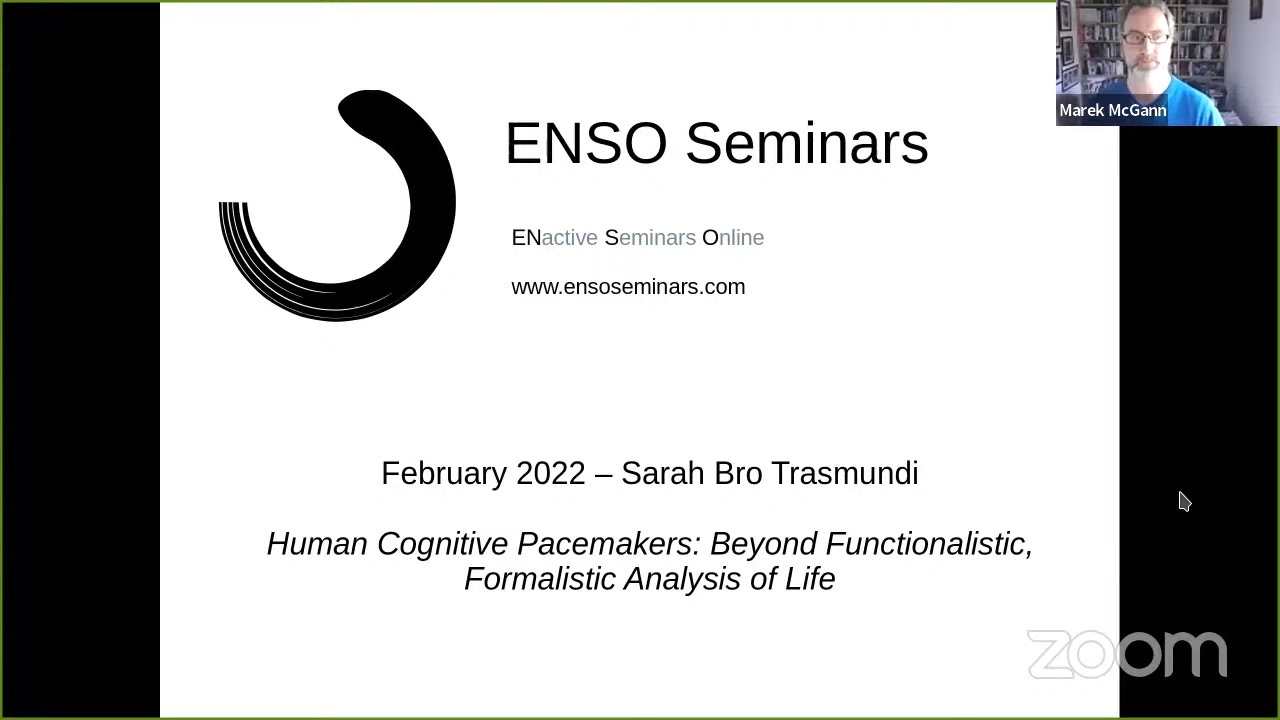 Marek McGann
ENSO Seminars
ENactive Seminars Online
www.ensoseminars.com
February 2022 – Sarah Bro Trasmundi
Human Cognitive Pacemakers: Beyond Functionalistic,
Formalistic Analysis of Life
zoom